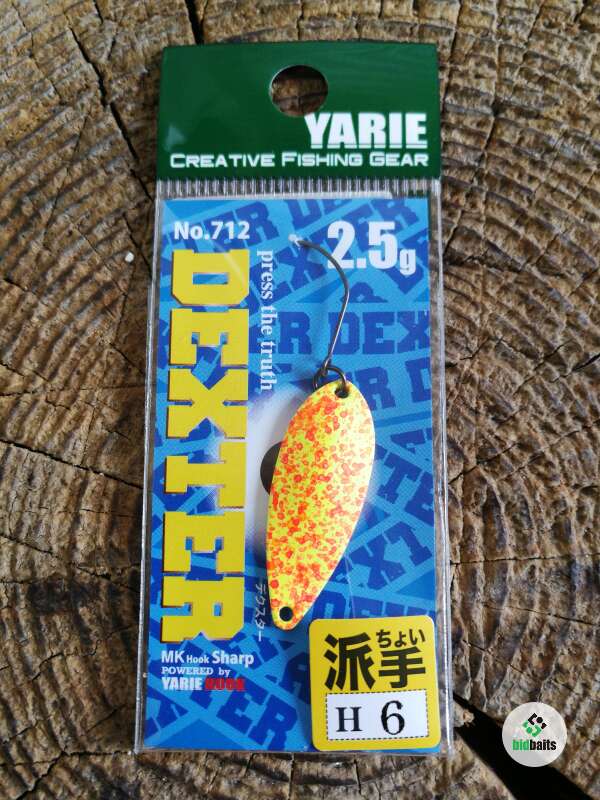 YARIE
CREATIVE FISHING GEAR
No.712
2.5g
DEXTER
press the truth
デクスター
MK Hook Sharp
POWERED by
YARIE HOOK
ちょい
派手
H 6
bidbaits